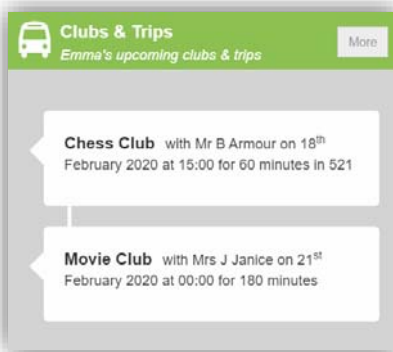 Clubs & Trips
Emma's upcoming clubs & trips
More
Chess Club with Mr B Armour on 18th
February 2020 at 15:00 for 60 minutes in 521
Movie Club with Mrs J Janice on 21st
February 2020 at 00:00 for 180 minutes